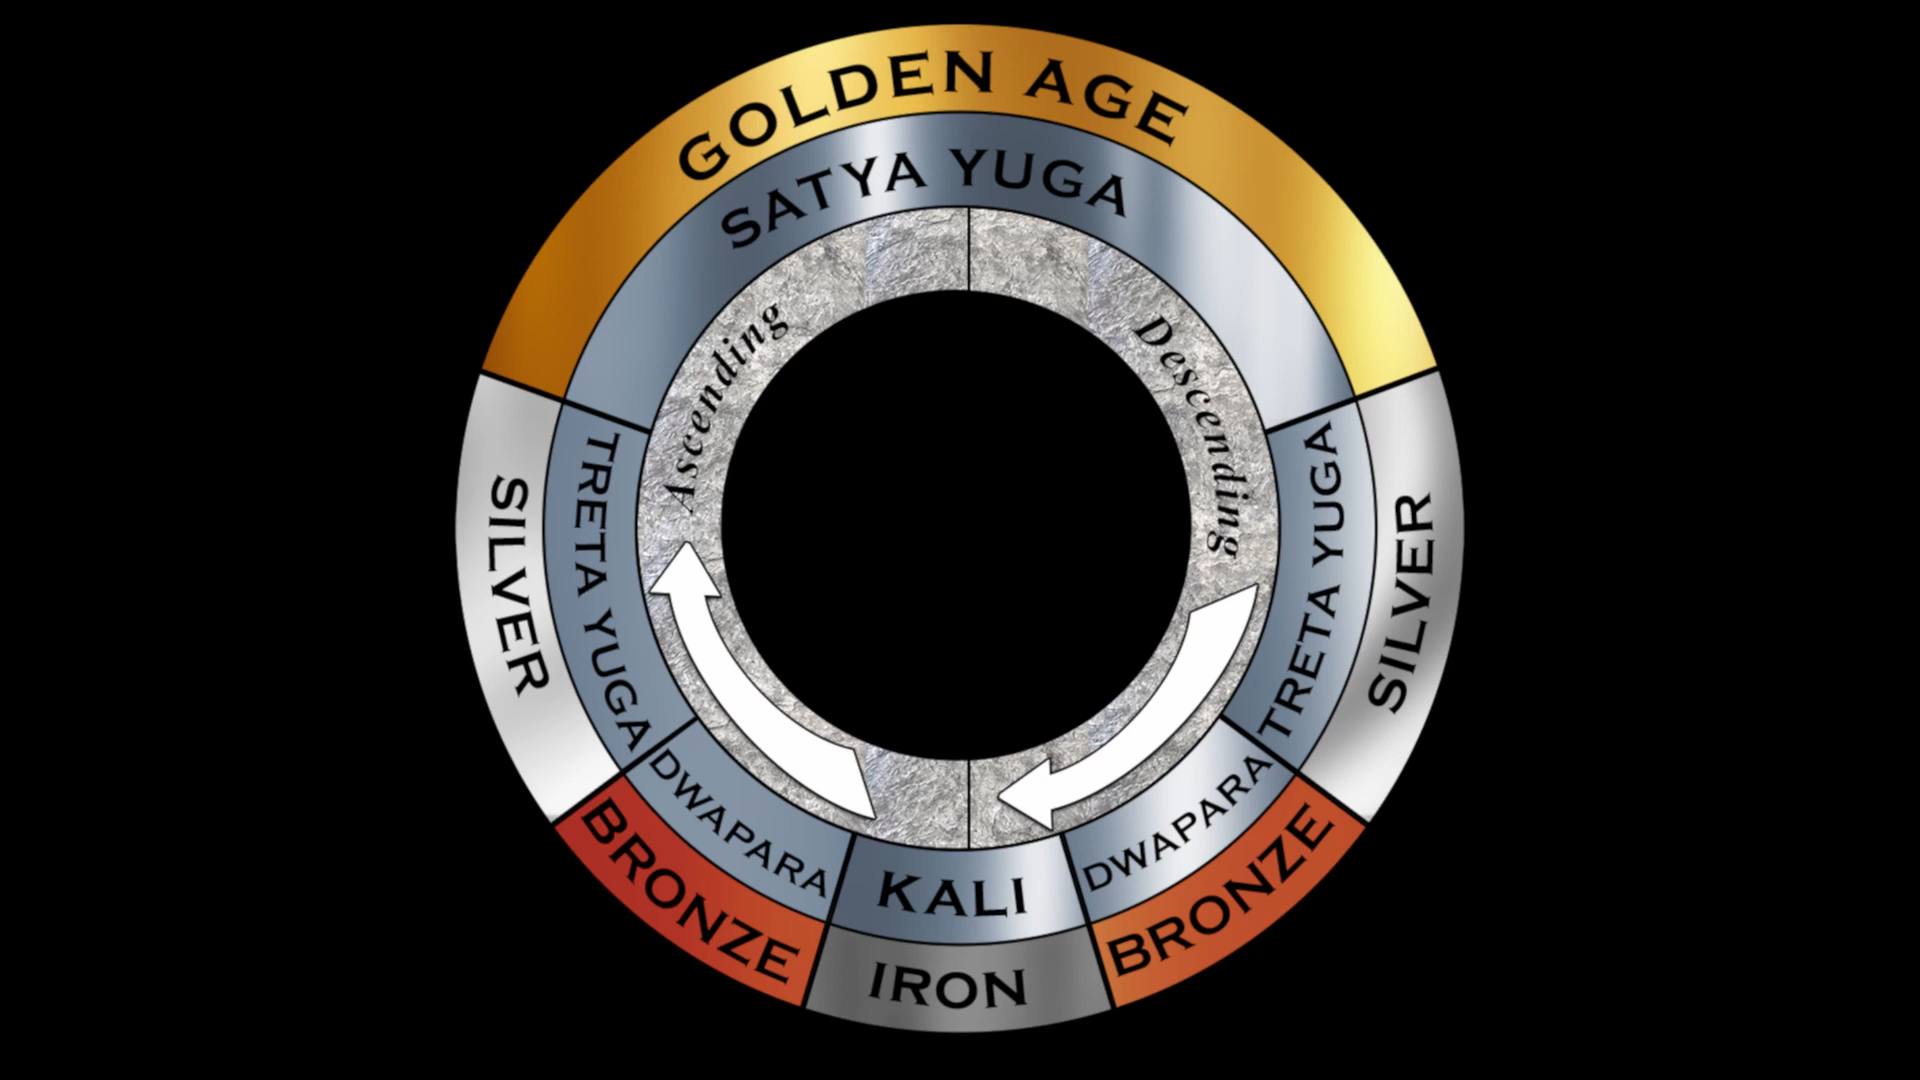 GOLDEN AGE
SATYA YUGA
Ascending
Descending
SILVER
TRETA YUGA
TRETA YUGA
SILVER
DWAPARA
BRONZE
KALI
IRON
DWAPARA
BRONZE